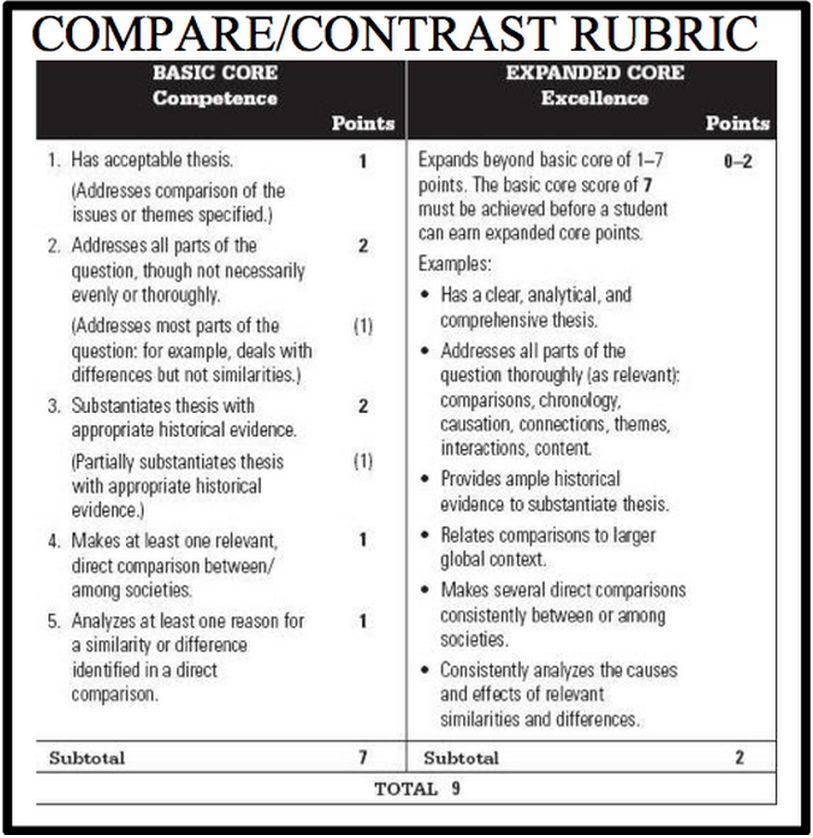 COMPARE/CONTRAST RUBRIC
BASIC CORE
Competence
Points
1. Has acceptable thesis. 1
(Addresses comparison of the
issues or themes specified.)
2. Addresses all parts of the 2
question, though not necessarily
evenly or thoroughly.
(Addresses most parts of the (1)
question: for example, deals with
differences but not similarities.)
3. Substantiates thesis with 2
appropriate historical evidence.
(Partially substantiates thesis (1)
with appropriate historical
evidence.)
4. Makes at least one relevant, 1
direct comparison between/
among societies.
5. Analyzes at least one reason for 1
a similarity or difference
identified in a direct
comparison.
Subtotal 7
EXPANDED CORE
Excellence
Points
Expands beyond basic core of 1–7 0–2
points. The basic core score of 7
must be achieved before a student
can earn expanded core points.
Examples:
• Has a clear, analytical, and
comprehensive thesis.
• Addresses all parts of the
question thoroughly (as relevant):
comparisons, chronology,
causation, connections, themes,
interactions, content.
• Provides ample historical
evidence to substantiate thesis.
• Relates comparisons to larger
global context.
• Makes several direct comparisons
consistently between or among
societies.
• Consistently analyzes the causes
and effects of relevant
similarities and differences.
Subtotal 2
TOTAL 9